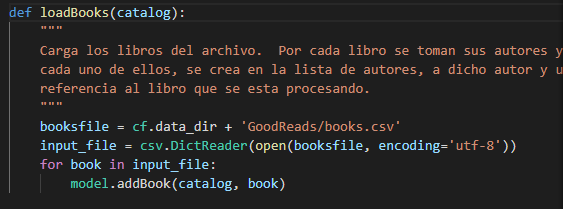 def loadBooks(catalog):
"""
Carga los libros del archivo.  Por cada libro se toman sus autores y
cada uno de ellos, se crea en la lista de autores, a dicho autor y u
referencia al libro que se esta procesando.
"""
booksfile = cf.data_dir + 'GoodReads/books.csv'
input_file = csv.DictReader(open(booksfile, encoding='utf-8'))
for book in input_file:
model.addBook(catalog, book)